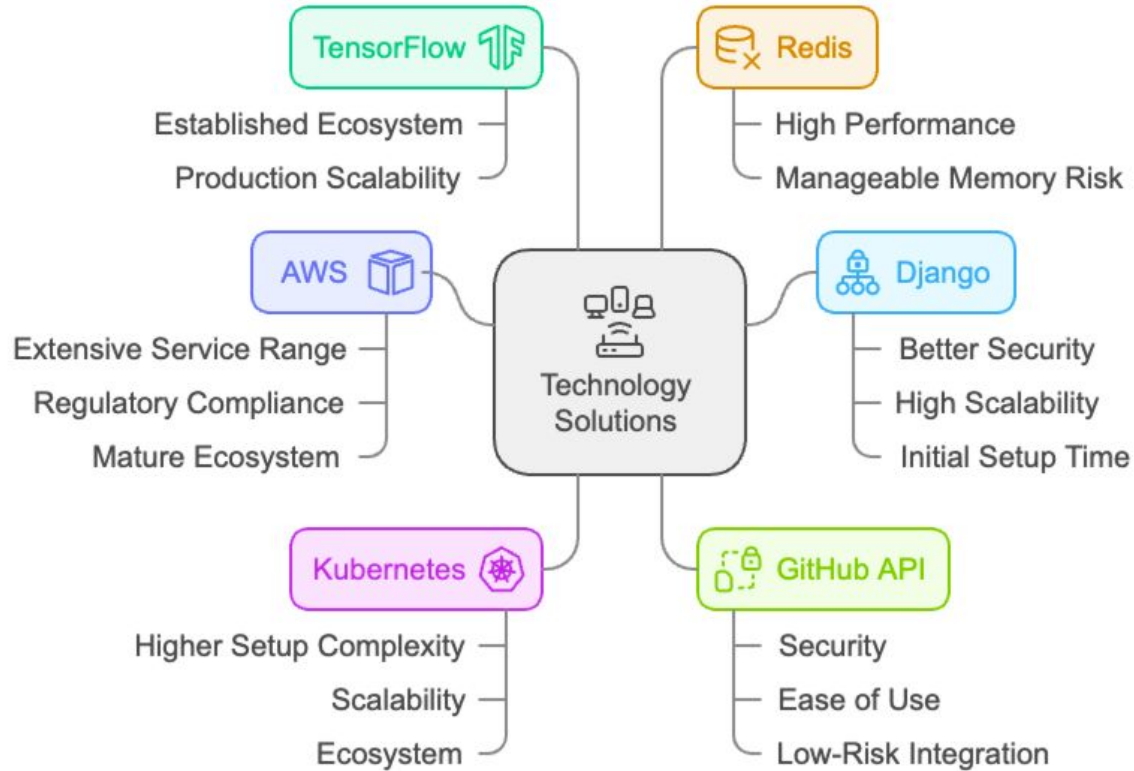 TensorFlow
Established Ecosystem
Production Scalability
Redis
High Performance
Manageable Memory Risk
AWS
Extensive Service Range
Regulatory Compliance
Mature Ecosystem
Technology
Solutions
Django
Better Security
High Scalability
Initial Setup Time
Kubernetes
Higher Setup Complexity
Scalability
Ecosystem
GitHub API
Security
Ease of Use
Low-Risk Integration